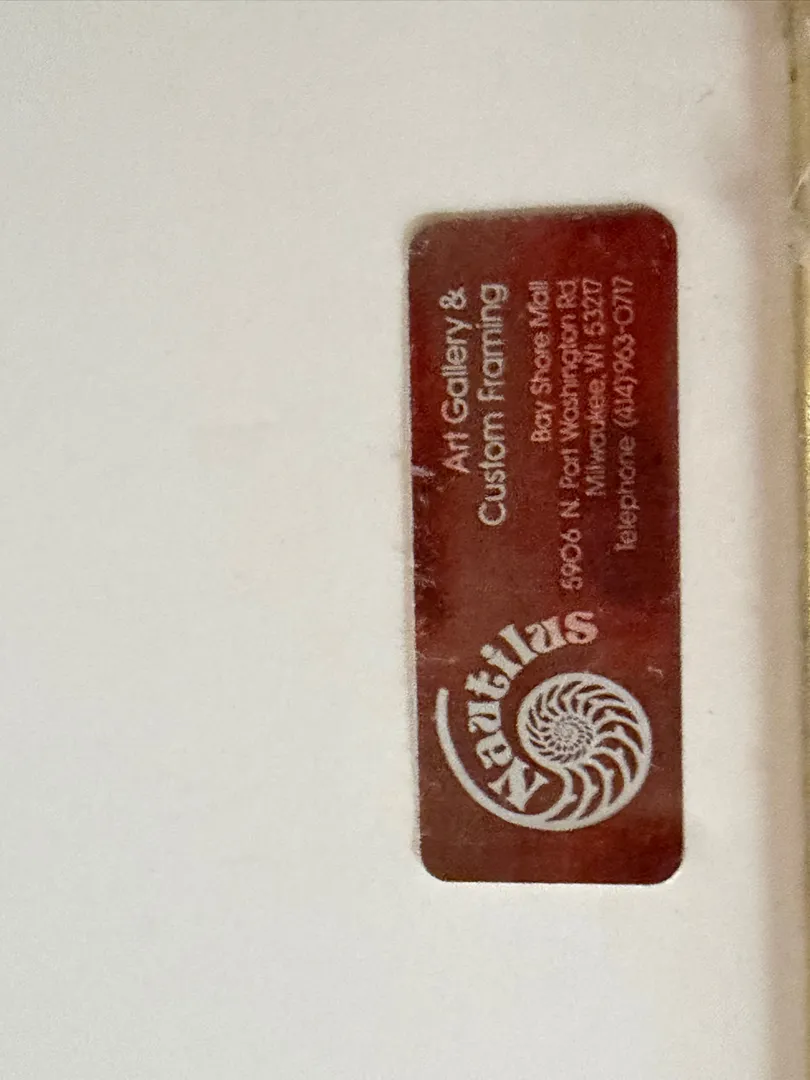 Nautilus
Art Gallery &
Custom Framing
Bay Shore Mall
5906 N. Port Washington Rd.
Milwaukee, WI 53217
Telephone (414) 963-0717